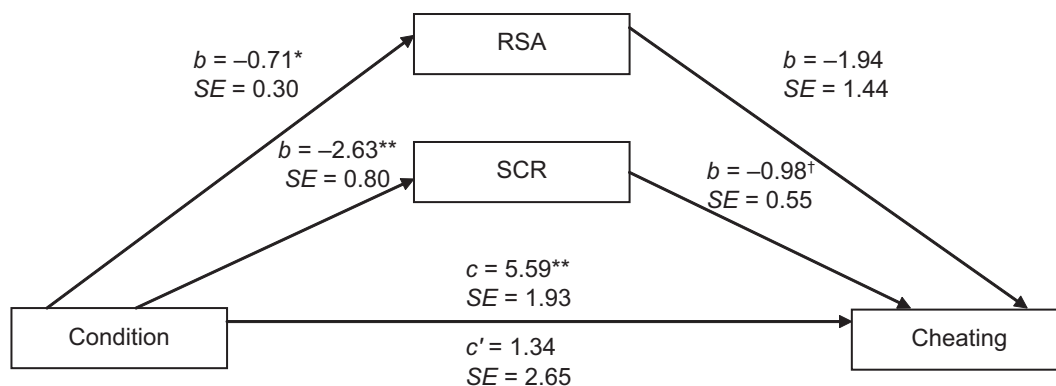 RSA
b = –0.71*
SE = 0.30
b = –1.94
SE = 1.44
b = –2.63**
SE = 0.80
SCR
b = –0.98†
SE = 0.55
c = 5.59**
SE = 1.93
Condition
Cheating
c′ = 1.34
SE = 2.65